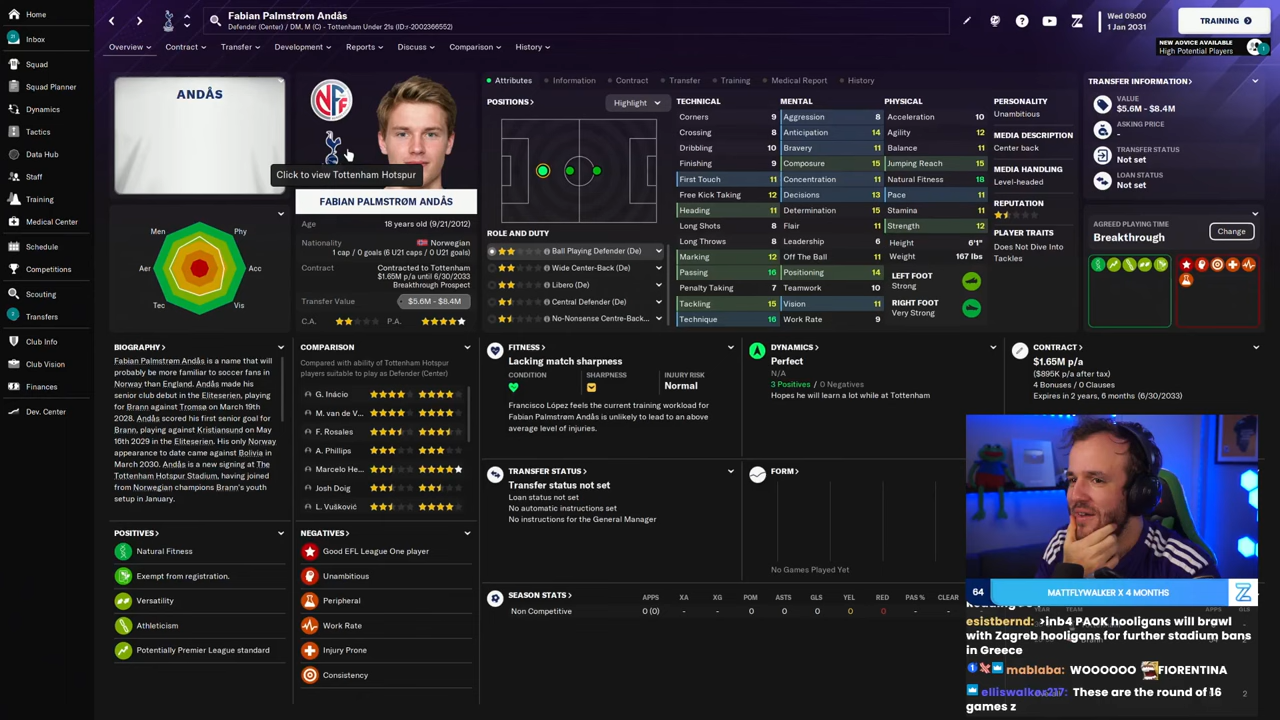 Home
Inbox
Squad
Squad Planner
Dynamics
Tactics
Data Hub
Staff
Training
Medical Center
Schedule
Competitions
Scouting
Transfers
Club Info
Club Vision
Finances
Dev. Center
Fabian Palmstrøm Andås
Defender (Center) / DM, M (C) - Tottenham Under 21s (ID:r-2002366552)
Wed 09:00
1 Jan 2031
TRAINING
NEW ADVICE AVAILABLE
High Potential Players
Overview
Contract
Transfer
Development
Reports
Discuss
Comparison
History
ANDÅS
Click to view Tottenham Hotspur
FABIAN PALMSTRØM ANDÅS
Age 18 years old (9/21/2012)
Nationality Norwegian
1 cap / 0 goals (6 U21 caps / 0 U21 goals)
Contract Contracted to Tottenham
$1.65M p/a until 6/30/2033
Breakthrough Prospect
Transfer Value $5.6M - $8.4M
C.A. P.A.
Men Phy
Aer Acc
Tec Vis
Attributes Information Contract Transfer Training Medical Report History
POSITIONS
Highlight
ROLE AND DUTY
Ball Playing Defender (De)
Wide Center-Back (De)
Libero (De)
Central Defender (De)
No-Nonsense Centre-Back...
TECHNICAL
Corners 9
Crossing 8
Dribbling 10
Finishing 9
First Touch 11
Free Kick Taking 12
Heading 11
Long Shots 8
Long Throws 8
Marking 12
Passing 16
Penalty Taking 7
Tackling 15
Technique 16
MENTAL
Aggression 8
Anticipation 14
Bravery 11
Composure 15
Concentration 11
Decisions 13
Determination 15
Flair 11
Leadership 6
Off The Ball 11
Positioning 14
Teamwork 10
Vision 11
Work Rate 9
PHYSICAL
Acceleration 10
Agility 12
Balance 11
Jumping Reach 15
Natural Fitness 18
Pace 11
Stamina 11
Strength 12
Height 6'1"
Weight 167 lbs
LEFT FOOT
Strong
RIGHT FOOT
Very Strong
PERSONALITY
Unambitious
MEDIA DESCRIPTION
Center back
MEDIA HANDLING
Level-headed
REPUTATION
PLAYER TRAITS
Does Not Dive Into
Tackles
TRANSFER INFORMATION
VALUE
$5.6M - $8.4M
ASKING PRICE
-
TRANSFER STATUS
Not set
LOAN STATUS
Not set
AGREED PLAYING TIME
Breakthrough
Change
BIOGRAPHY
Fabian Palmstrøm Andås is a name that will
probably be more familiar to soccer fans in
Norway than England. Andås made his
senior club debut in the Eliteserien, playing
for Brann against Tromsø on March 19th
2028. Andås scored his first senior goal for
Brann, playing against Kristiansund on May
16th 2029 in the Eliteserien. His only Norway
appearance to date came against Bolivia in
March 2030. Andås is a new signing at The
Tottenham Hotspur Stadium, having joined
from Norwegian champions Brann's youth
setup in January.
COMPARISON
Compared with ability of Tottenham Hotspur
players suitable to play as Defender (Center)
G. Inácio
M. van de V...
F. Rosales
A. Phillips
Marcelo He...
Josh Doig
L. Vušković
POSITIVES
Natural Fitness
Exempt from registration.
Versatility
Athleticism
Potentially Premier League standard
NEGATIVES
Good EFL League One player
Unambitious
Peripheral
Work Rate
Injury Prone
Consistency
FITNESS
Lacking match sharpness
CONDITION SHARPNESS INJURY RISK
Normal
Francisco López feels the current training workload for
Fabian Palmstrøm Andås is unlikely to lead to an above
average level of injuries.
DYNAMICS
Perfect
N/A
3 Positives / 0 Negatives
Hopes he will learn a lot while at Tottenham
CONTRACT
$1.65M p/a
($895K p/a after tax)
4 Bonuses / 0 Clauses
Expires in 2 years, 6 months (6/30/2033)
TRANSFER STATUS
Transfer status not set
Loan status not set
No automatic instructions set
No instructions for the General Manager
FORM
No Games Played Yet
SEASON STATS APPS XA XG POM ASTS GLS YEL RED PAS % CLEAR
Non Competitive 0 (0) - - 0 0 0 0 0 - -
64 MATTFLYWALKER X 4 MONTHS
esistbernd: >inb4 PAOK hooligans will brawl
with Zagreb hooligans for further stadium bans
in Greece
mablaba: WOOOOOO FIORENTINA
elliswalker217: These are the round of 16
games z